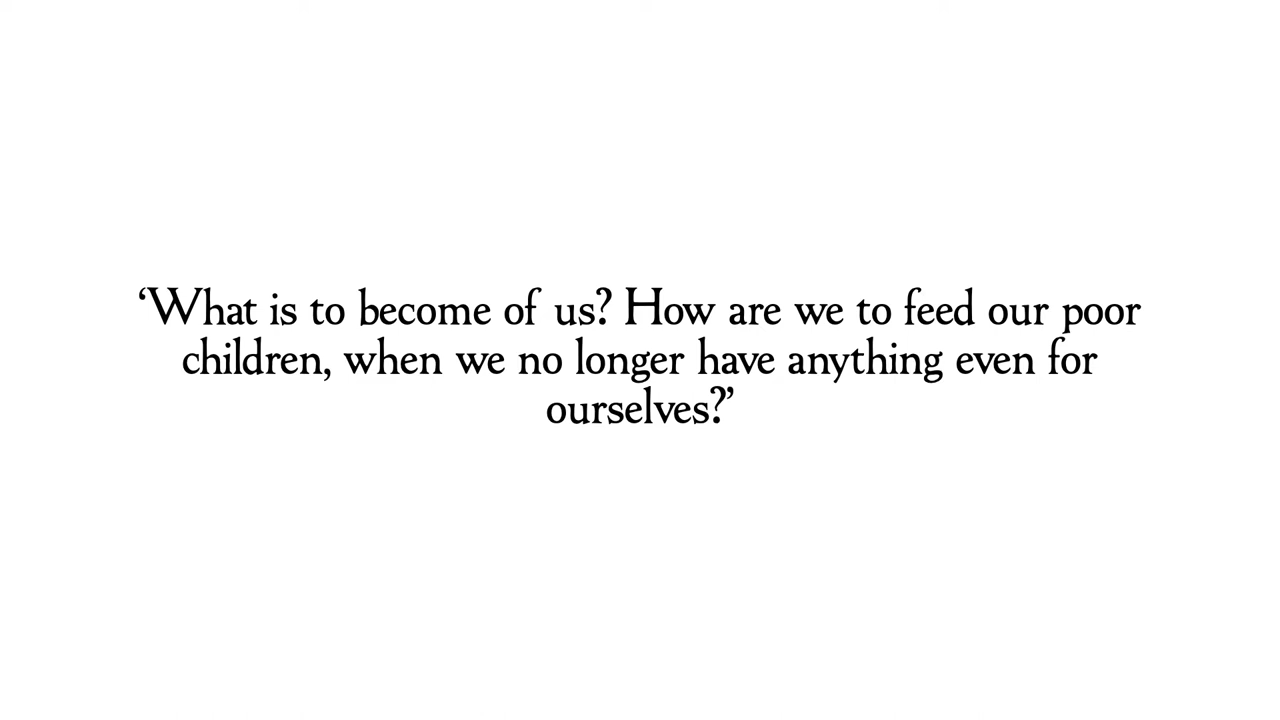 ‘What is to become of us? How are we to feed our poor
children, when we no longer have anything even for
ourselves?’